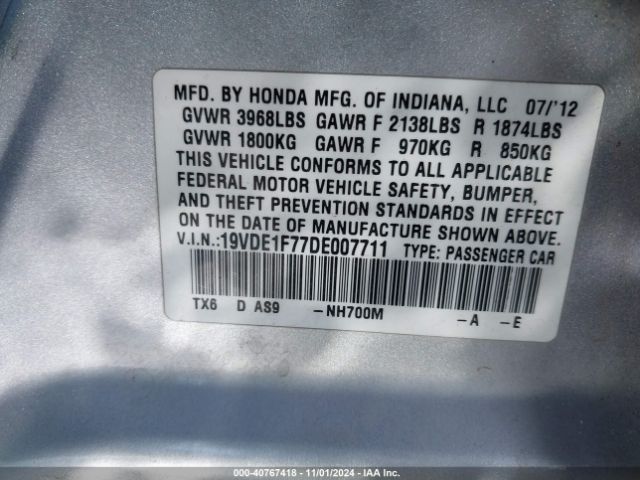 MFD. BY HONDA MFG. OF INDIANA, LLC 07/'12
GVWR 3968LBS GAWR F 2138LBS R 1874LBS
GVWR 1800KG GAWR F 970KG R 850KG
THIS VEHICLE CONFORMS TO ALL APPLICABLE
FEDERAL MOTOR VEHICLE SAFETY, BUMPER,
AND THEFT PREVENTION STANDARDS IN EFFECT
ON THE DATE OF MANUFACTURE SHOWN ABOVE.
V.I.N.:19VDE1F77DE007711 TYPE: PASSENGER CAR
TX6 D AS9 -NH700M -A -E
000-40767418 - 11/01/2024 - IAA Inc.